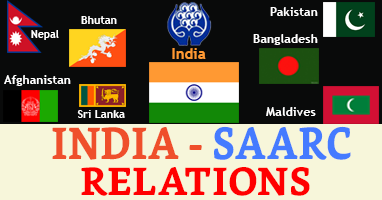 Nepal
Bhutan
Pakistan
India
Bangladesh
Afghanistan
Sri Lanka
Maldives
INDIA - SAARC
RELATIONS